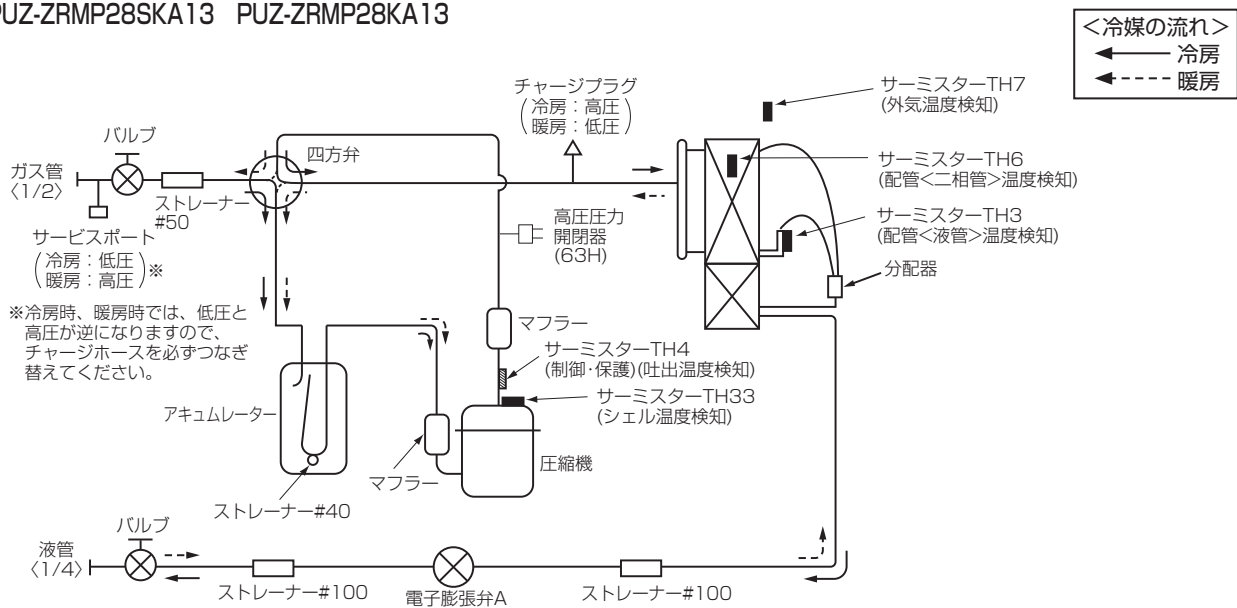 PUZ-ZRMP28SKA13 PUZ-ZRMP28KA13
<冷媒の流れ>
冷房
暖房
チャージプラグ
(冷房：高圧
暖房：低圧)
サーミスターTH7
(外気温度検知)
バルブ
四方弁
ガス管
〈1/2〉
ストレーナー
#50
サーミスターTH6
(配管<二相管>温度検知)
サービスポート
(冷房：低圧
暖房：高圧)※
高圧圧力
開閉器
(63H)
サーミスターTH3
(配管<液管>温度検知)
分配器
※冷房時、暖房時では、低圧と
高圧が逆になりますので、
チャージホースを必ずつなぎ
替えてください。
マフラー
サーミスターTH4
(制御･保護)(吐出温度検知)
サーミスターTH33
(シェル温度検知)
アキュムレーター
マフラー
圧縮機
ストレーナー#40
バルブ
液管
〈1/4〉
ストレーナー#100
電子膨張弁A
ストレーナー#100